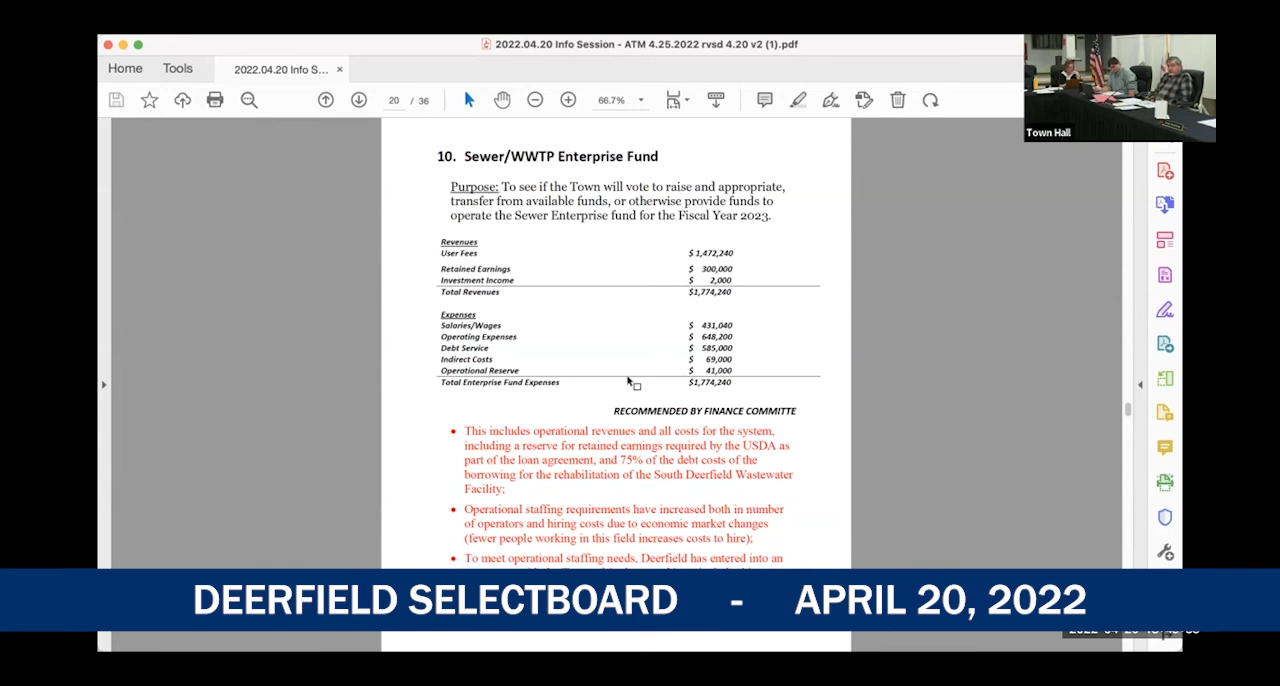 2022.04.20 Info Session - ATM 4.25.2022 rvsd 4.20 v2 (1).pdf
Home Tools 2022.04.20 Info S... ×
20 / 36 66.7%
Town Hall
10. Sewer/WWTP Enterprise Fund
Purpose: To see if the Town will vote to raise and appropriate,
transfer from available funds, or otherwise provide funds to
operate the Sewer Enterprise fund for the Fiscal Year 2023.
Revenues
User Fees $ 1,472,240
Retained Earnings $ 300,000
Investment Income $ 2,000
Total Revenues $1,774,240
Expenses
Salaries/Wages $ 431,040
Operating Expenses $ 648,200
Debt Service $ 585,000
Indirect Costs $ 69,000
Operational Reserve $ 41,000
Total Enterprise Fund Expenses $1,774,240
RECOMMENDED BY FINANCE COMMITTE
• This includes operational revenues and all costs for the system,
including a reserve for retained earnings required by the USDA as
part of the loan agreement, and 75% of the debt costs of the
borrowing for the rehabilitation of the South Deerfield Wastewater
Facility;
• Operational staffing requirements have increased both in number
of operators and hiring costs due to economic market changes
(fewer people working in this field increases costs to hire);
• To meet operational staffing needs, Deerfield has entered into an
DEERFIELD SELECTBOARD - APRIL 20, 2022